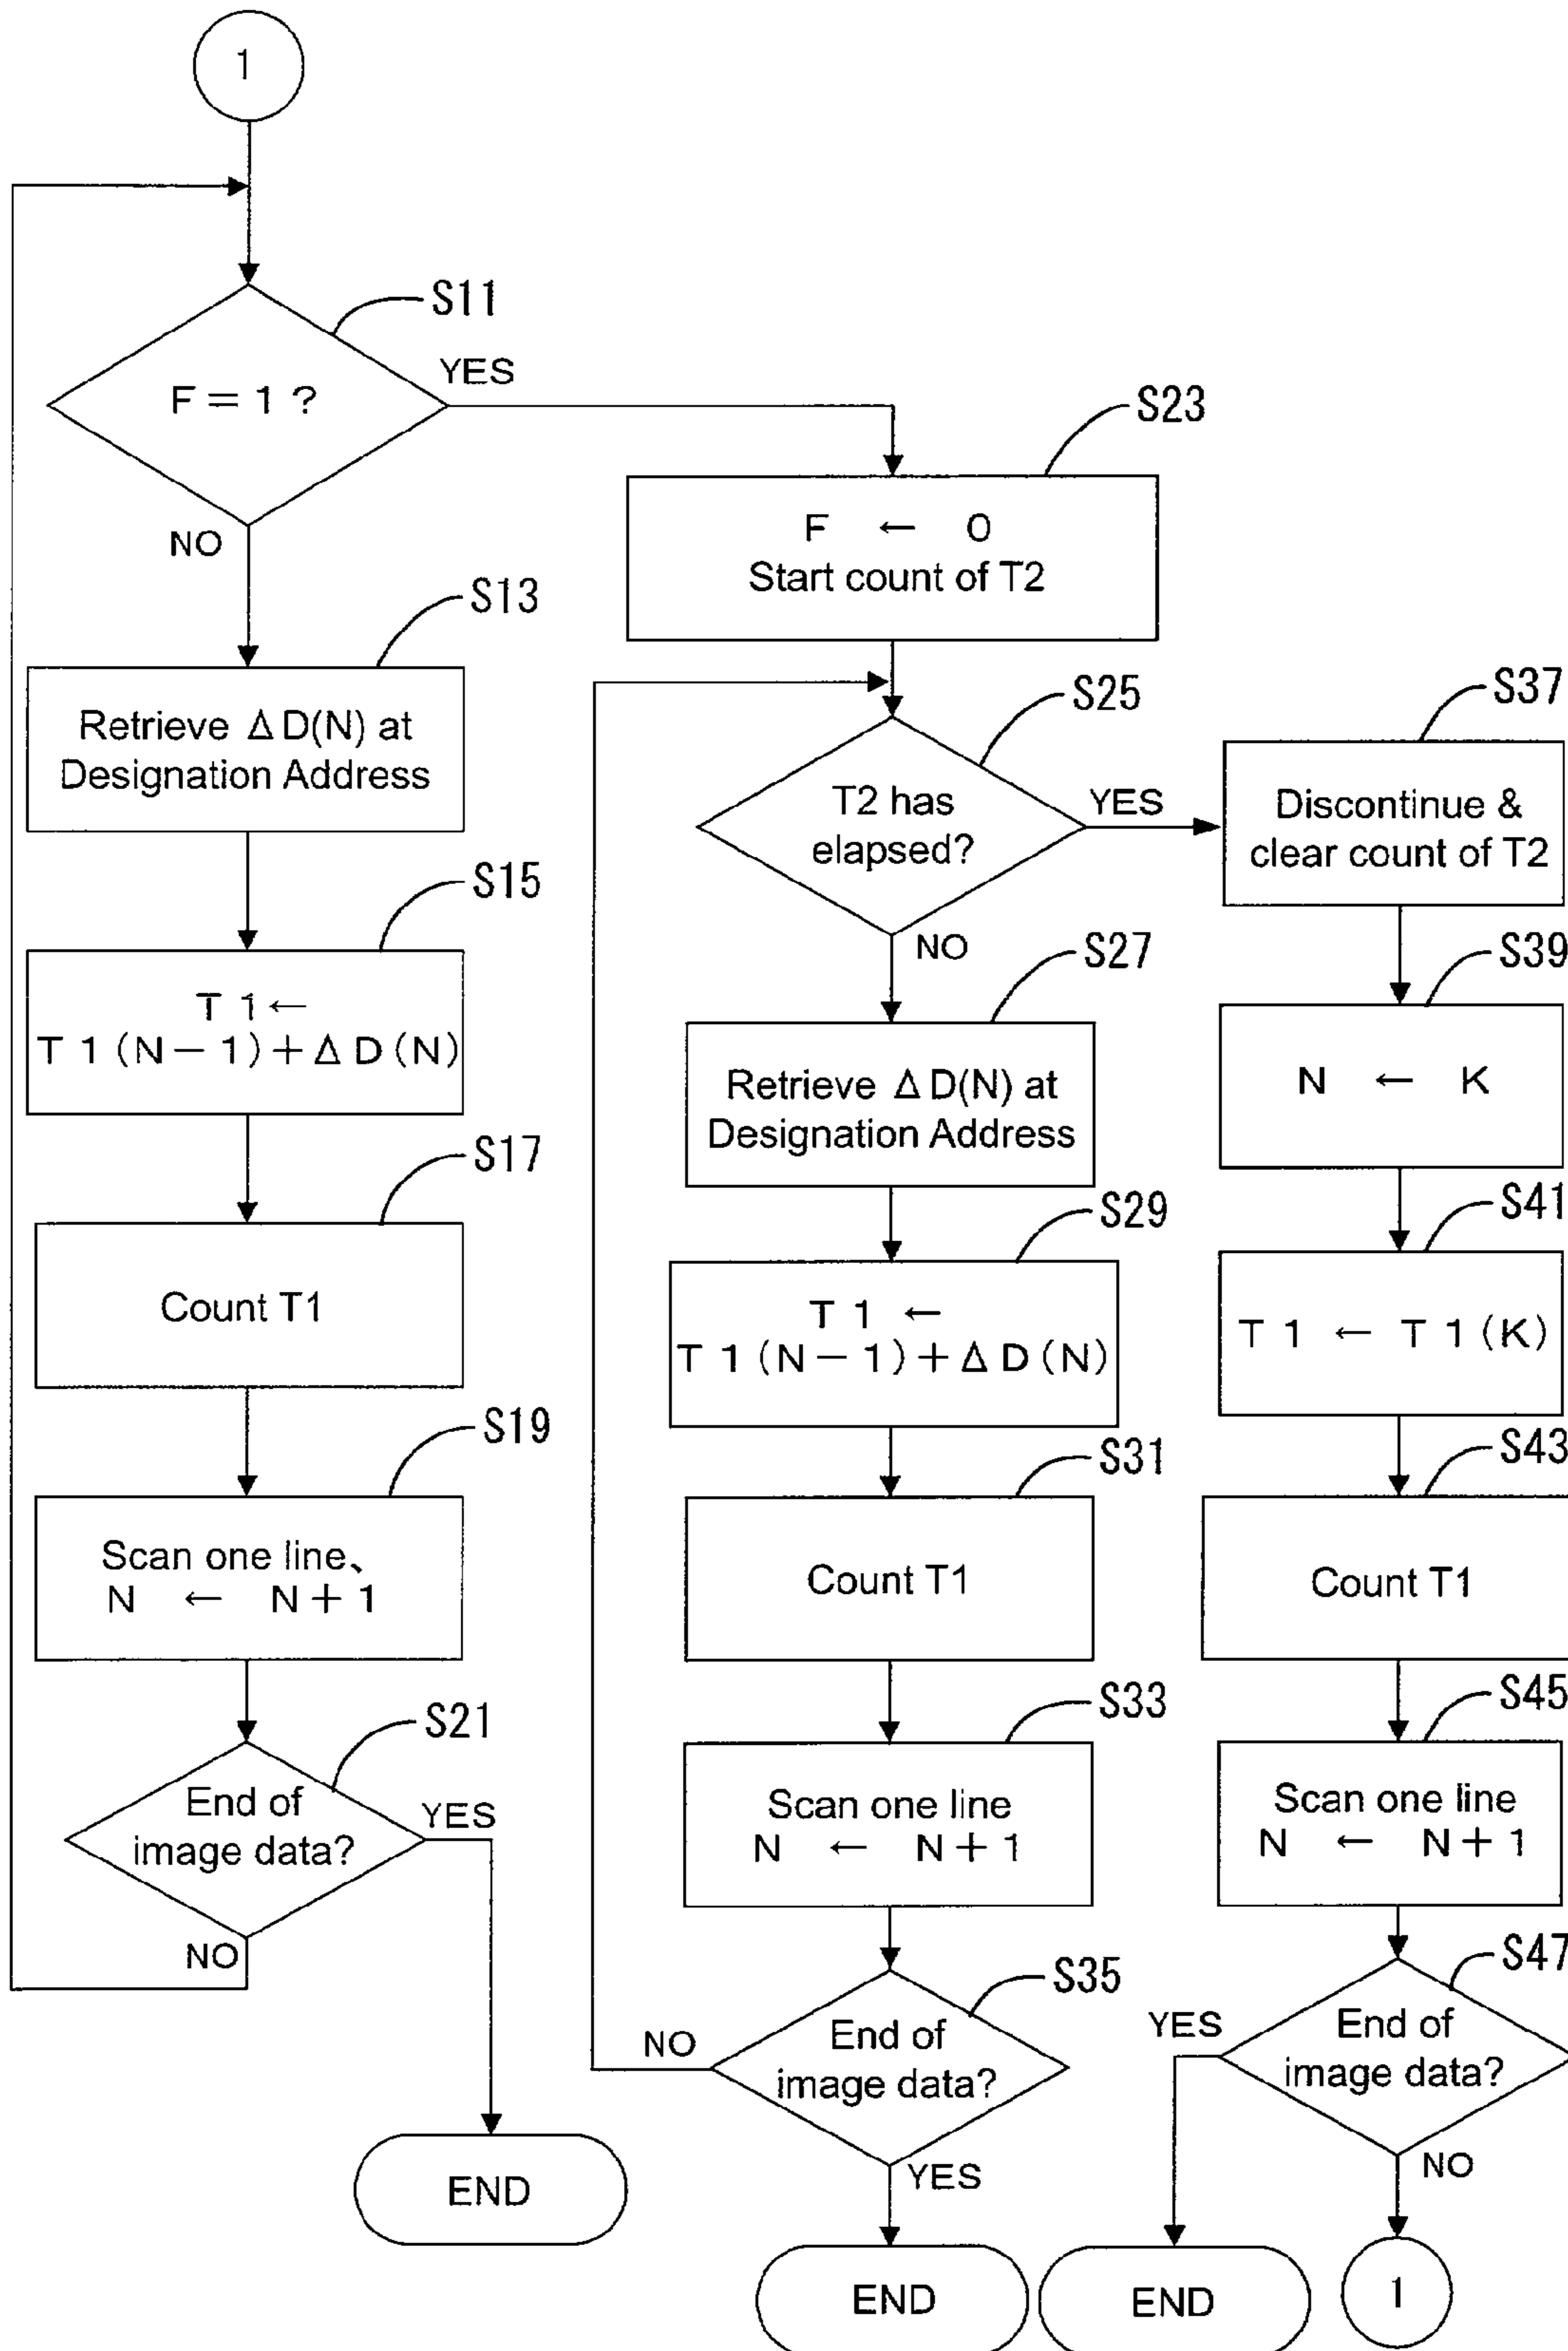 1
S11
F = 1 ?
YES
NO
S13
Retrieve Δ D(N) at
Designation Address
S15
T 1 ←
T 1 (N − 1) + Δ D (N)
S17
Count T1
S19
Scan one line、
N ← N + 1
S21
End of
image data?
YES
NO
END
S23
F ← 0
Start count of T2
S25
T2 has
elapsed?
YES
NO
S27
Retrieve Δ D(N) at
Designation Address
S29
T 1 ←
T 1 (N − 1) + Δ D (N)
S31
Count T1
S33
Scan one line
N ← N + 1
S35
End of
image data?
NO
YES
END
S37
Discontinue &
clear count of T2
S39
N ← K
S41
T 1 ← T 1 (K)
S43
Count T1
S45
Scan one line
N ← N + 1
S47
End of
image data?
YES
NO
END
1